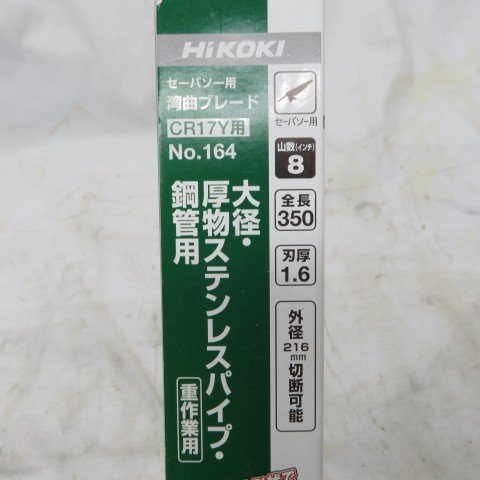 HiKOKI
セーバソー用
湾曲ブレード
CR17Y用
No.164
大径・
厚物ステンレスパイプ・
鋼管用
重作業用
セーバソー用
山数(インチ)
8
全長
350
刃厚
1.6
外径
216mm
切断可能